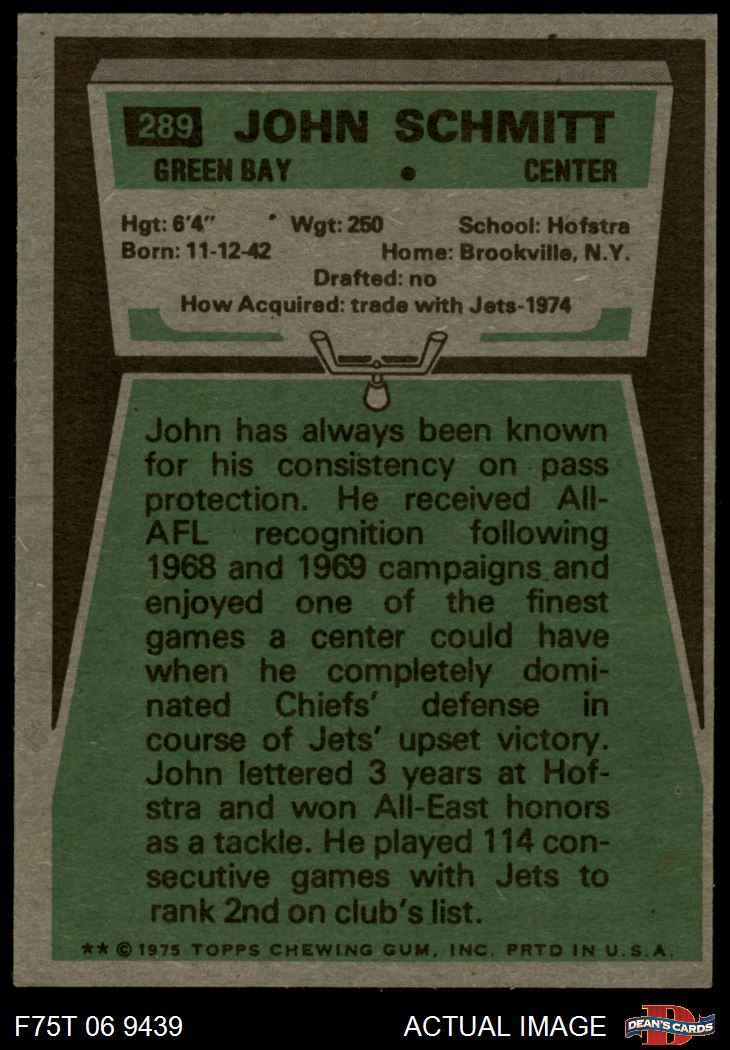 289 JOHN SCHMITT
GREEN BAY • CENTER
Hgt: 6'4" Wgt: 250 School: Hofstra
Born: 11-12-42 Home: Brookville, N.Y.
Drafted: no
How Acquired: trade with Jets-1974
John has always been known
for his consistency on pass
protection. He received All-
AFL recognition following
1968 and 1969 campaigns and
enjoyed one of the finest
games a center could have
when he completely domi-
nated Chiefs' defense in
course of Jets' upset victory.
John lettered 3 years at Hof-
stra and won All-East honors
as a tackle. He played 114 con-
secutive games with Jets to
rank 2nd on club's list.
** © 1975 TOPPS CHEWING GUM, INC. PRTD IN U.S.A.
F75T 06 9439 ACTUAL IMAGE D DEAN'S CARDS